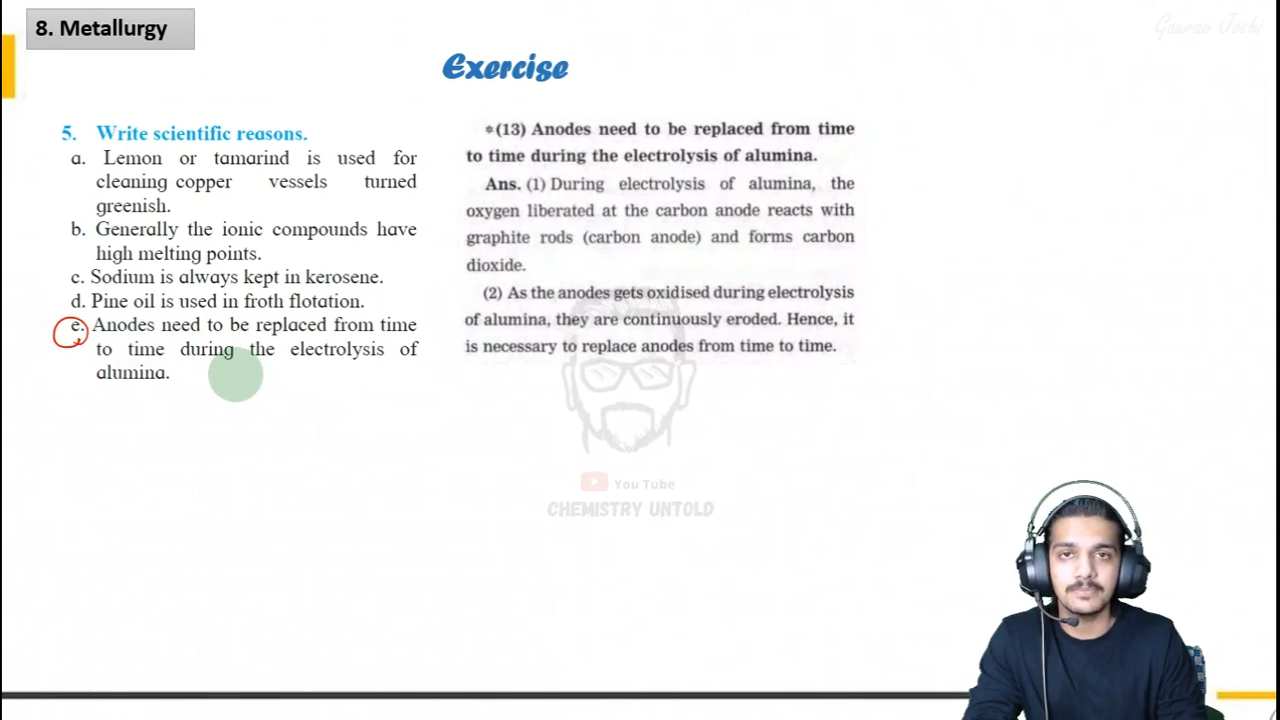 8. Metallurgy
Gaurav Joshi
Exercise
5. Write scientific reasons.
a. Lemon or tamarind is used for
cleaning copper vessels turned
greenish.
b. Generally the ionic compounds have
high melting points.
c. Sodium is always kept in kerosene.
d. Pine oil is used in froth flotation.
e. Anodes need to be replaced from time
to time during the electrolysis of
alumina.
*(13) Anodes need to be replaced from time
to time during the electrolysis of alumina.
Ans. (1) During electrolysis of alumina, the
oxygen liberated at the carbon anode reacts with
graphite rods (carbon anode) and forms carbon
dioxide.
(2) As the anodes gets oxidised during electrolysis
of alumina, they are continuously eroded. Hence, it
is necessary to replace anodes from time to time.
You Tube
CHEMISTRY UNTOLD